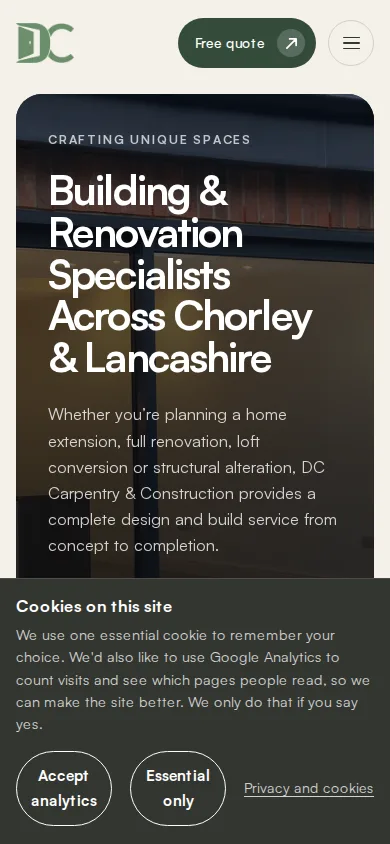 DC
Free quote
CRAFTING UNIQUE SPACES
Building &
Renovation
Specialists
Across Chorley
& Lancashire
Whether you’re planning a home
extension, full renovation, loft
conversion or structural alteration, DC
Carpentry & Construction provides a
complete design and build service from
concept to completion.
Cookies on this site
We use one essential cookie to remember your
choice. We'd also like to use Google Analytics to
count visits and see which pages people read, so we
can make the site better. We only do that if you say
yes.
Accept
analytics
Essential
only
Privacy and cookies